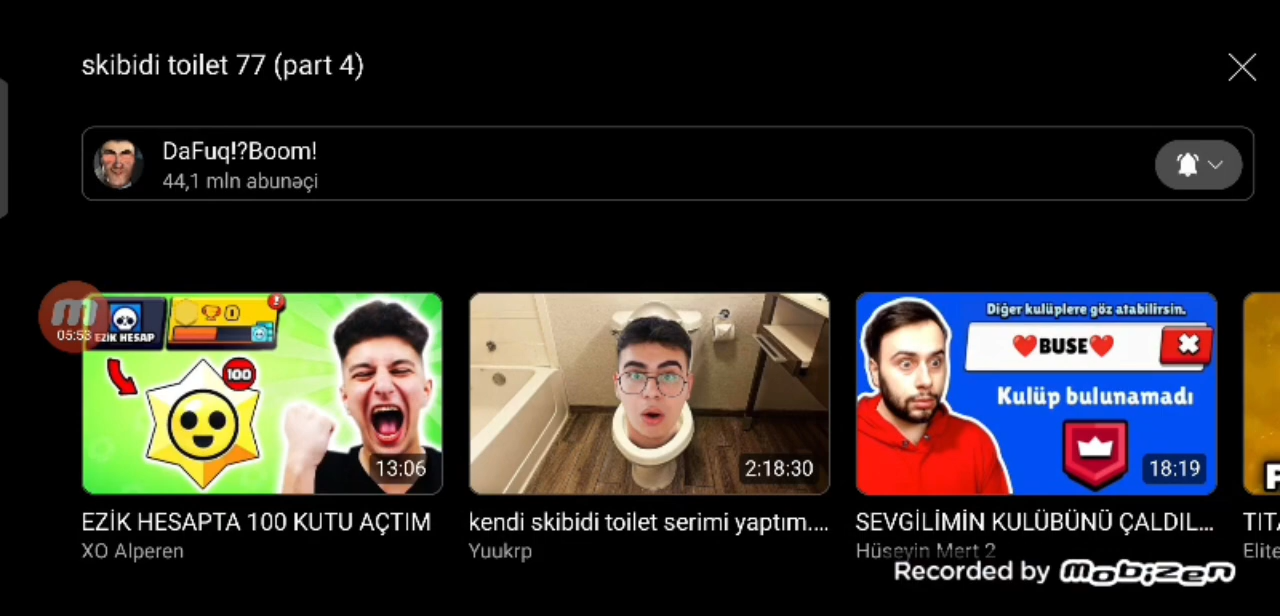 skibidi toilet 77 (part 4)
DaFuq!?Boom!
44,1 mln abunəçi
05:53
EZİK HESAP
100
13:06
2:18:30
Diğer kulüplere göz atabilirsin.
BUSE
Kulüp bulunamadı
18:19
EZİK HESAPTA 100 KUTU AÇTIM
XO Alperen
kendi skibidi toilet serimi yaptım....
Yuukrp
SEVGİLİMİN KULÜBÜNÜ ÇALDIL...
Hüseyin Mert 2
Elite
Recorded by Mobizen